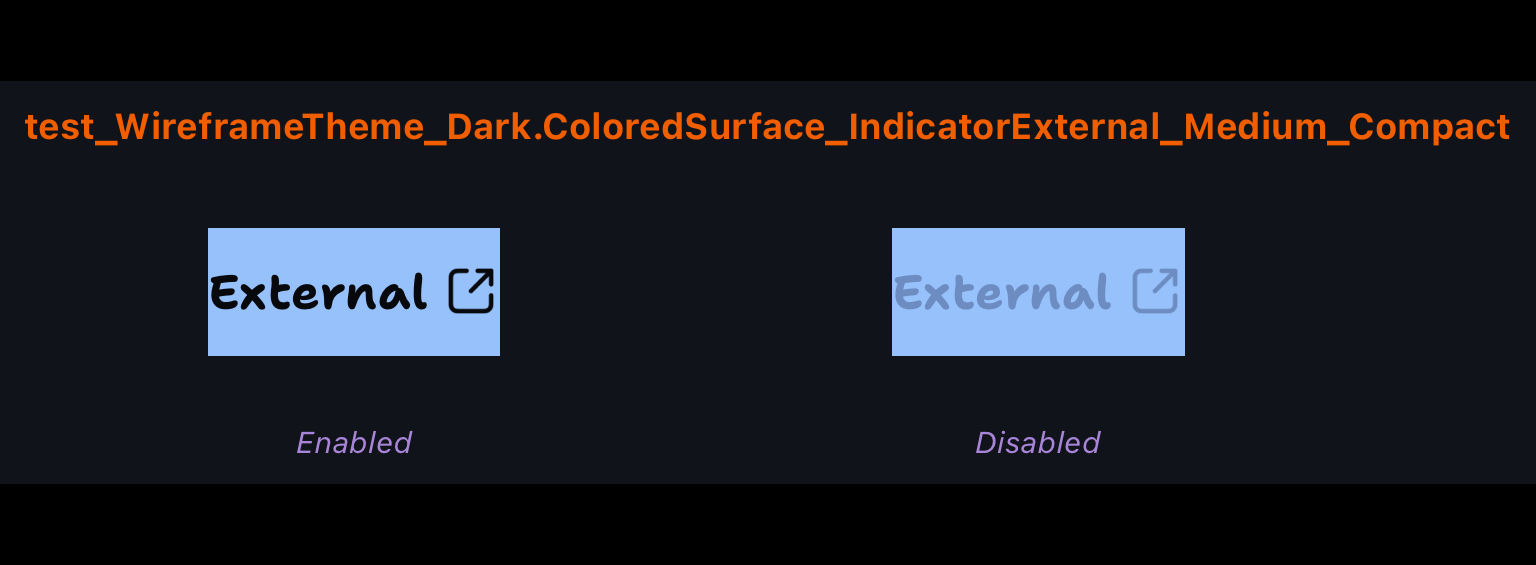 test_WireframeTheme_Dark.ColoredSurface_IndicatorExternal_Medium_Compact
External External
Enabled Disabled